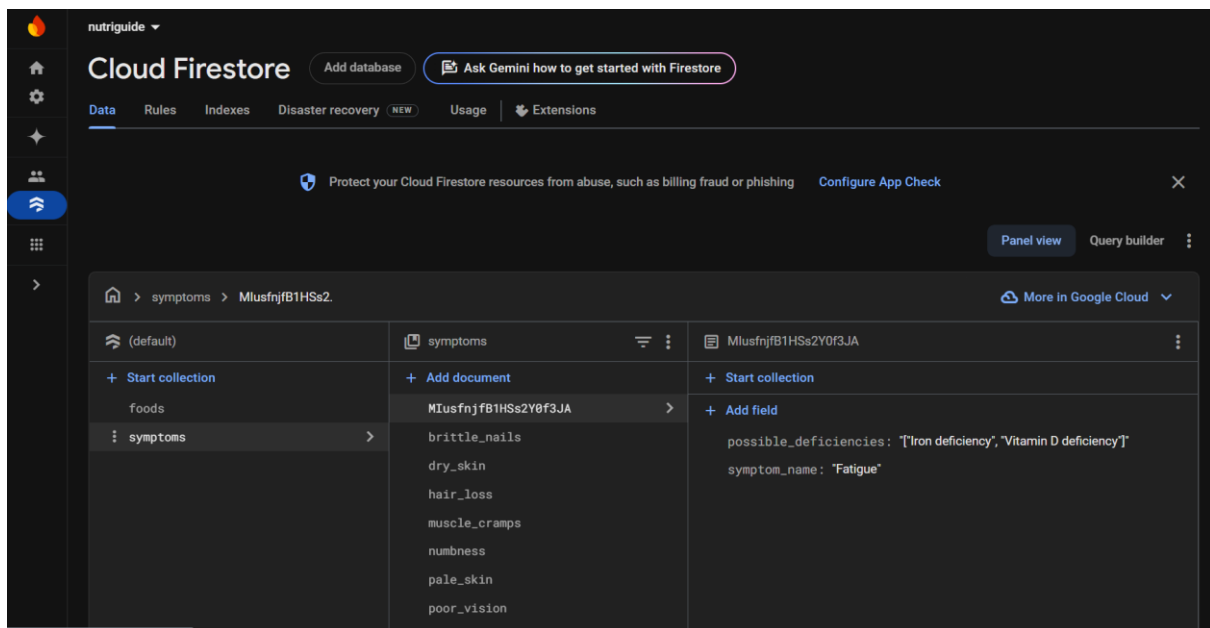 nutriguide
Cloud Firestore
Add database
Ask Gemini how to get started with Firestore
Data Rules Indexes Disaster recovery NEW Usage Extensions
Protect your Cloud Firestore resources from abuse, such as billing fraud or phishing Configure App Check
Panel view Query builder
symptoms > MlusfnjfB1HSs2.
More in Google Cloud
(default)
symptoms
MlusfnjfB1HSs2Y0f3JA
+ Start collection
+ Add document
+ Start collection
foods
MIusfnjfB1HSs2Y0f3JA
+ Add field
symptoms
brittle_nails
possible_deficiencies: "["Iron deficiency", "Vitamin D deficiency"]"
dry_skin
symptom_name: "Fatigue"
hair_loss
muscle_cramps
numbness
pale_skin
poor_vision